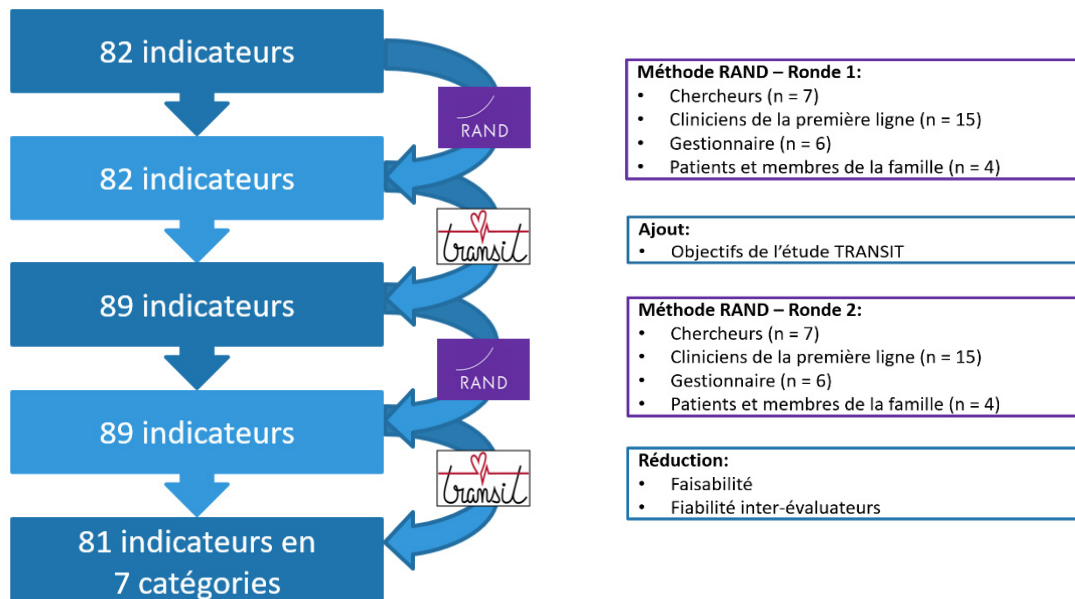 82 indicateurs
RAND
82 indicateurs
transit
89 indicateurs
RAND
89 indicateurs
transit
81 indicateurs en
7 catégories
Méthode RAND – Ronde 1:
• Chercheurs (n = 7)
• Cliniciens de la première ligne (n = 15)
• Gestionnaire (n = 6)
• Patients et membres de la famille (n = 4)
Ajout:
• Objectifs de l’étude TRANSIT
Méthode RAND – Ronde 2:
• Chercheurs (n = 7)
• Cliniciens de la première ligne (n = 15)
• Gestionnaire (n = 6)
• Patients et membres de la famille (n = 4)
Réduction:
• Faisabilité
• Fiabilité inter-évaluateurs